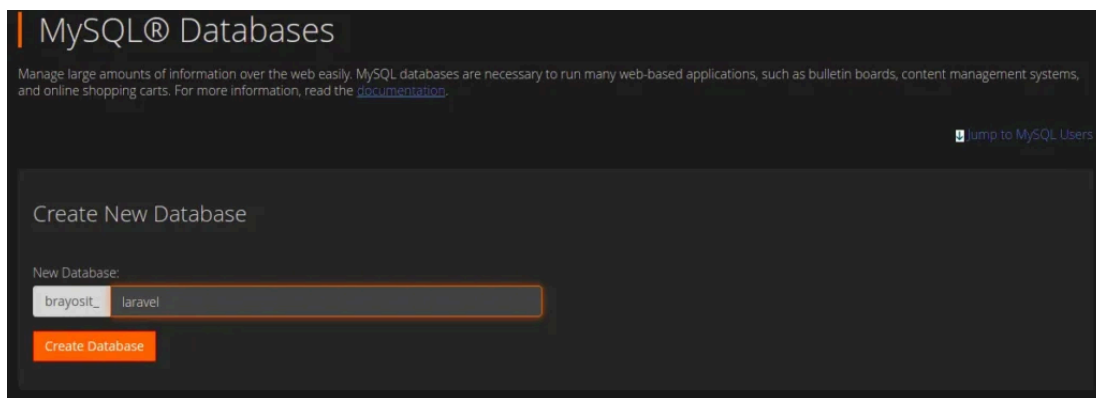 MySQL® Databases
Manage large amounts of information over the web easily. MySQL databases are necessary to run many web-based applications, such as bulletin boards, content management systems,
and online shopping carts. For more information, read the documentation.
Jump to MySQL Users
Create New Database
New Database:
brayosit_ laravel
Create Database